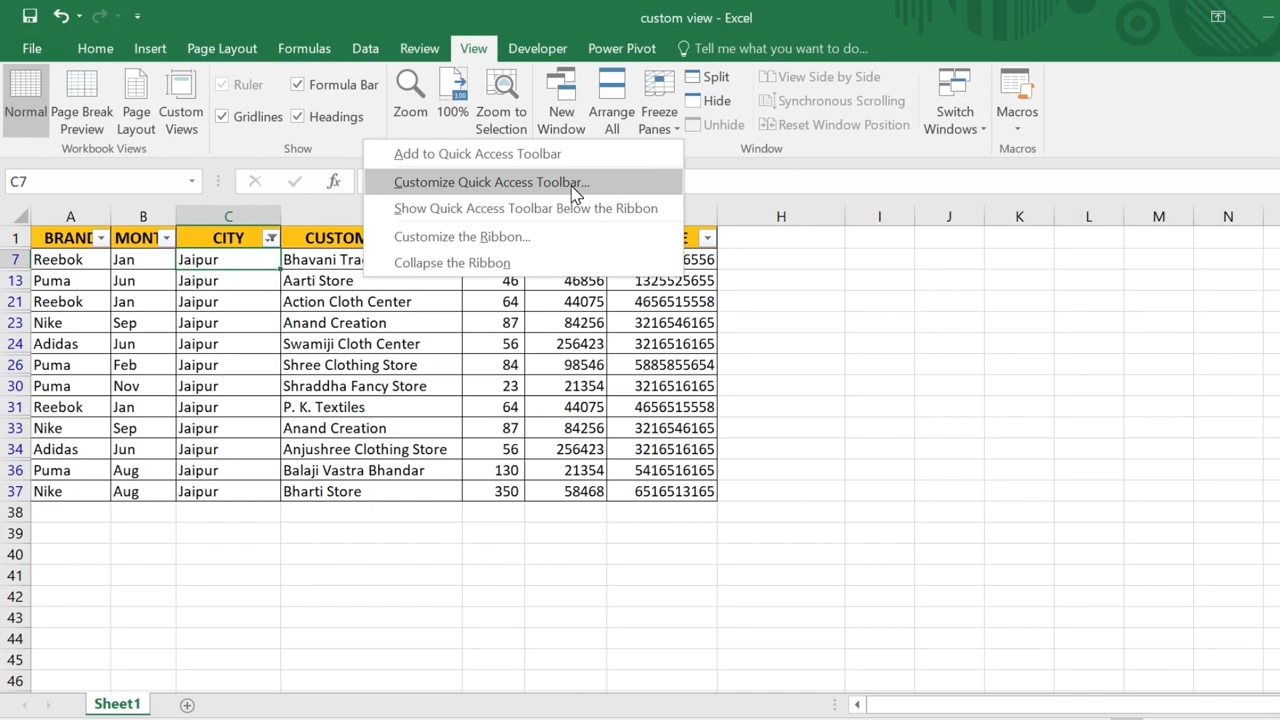 custom view - Excel
File Home Insert Page Layout Formulas Data Review View Developer Power Pivot Tell me what you want to do...
Normal Page Break Preview Page Layout Custom Views
Ruler Formula Bar
Gridlines Headings
Zoom 100% Zoom to Selection
100
New Window Arrange All Freeze Panes
Split
Hide
Unhide
View Side by Side
Synchronous Scrolling
Reset Window Position
Switch Windows
Macros
Workbook Views Show Window Macros
Add to Quick Access Toolbar
Customize Quick Access Toolbar...
Show Quick Access Toolbar Below the Ribbon
Customize the Ribbon...
Collapse the Ribbon
C7 fx
A B C H I J K L M N
1 BRAND MONT CITY CUSTOM E
7 Reebok Jan Jaipur Bhavani Tra 6556
13 Puma Jun Jaipur Aarti Store 46 46856 1325525655
21 Reebok Jan Jaipur Action Cloth Center 64 44075 4656515558
23 Nike Sep Jaipur Anand Creation 87 84256 3216546165
24 Adidas Jun Jaipur Swamiji Cloth Center 56 256423 3216516165
26 Puma Feb Jaipur Shree Clothing Store 84 98546 5885855654
30 Puma Nov Jaipur Shraddha Fancy Store 23 21354 3216516165
31 Reebok Jan Jaipur P. K. Textiles 64 44075 4656515558
33 Nike Sep Jaipur Anand Creation 87 84256 3216546165
34 Adidas Jun Jaipur Anjushree Clothing Store 56 256423 3216516165
36 Puma Aug Jaipur Balaji Vastra Bhandar 130 21354 5416516165
37 Nike Aug Jaipur Bharti Store 350 58468 6516513165
38
39
40
41
42
43
44
45
46
Sheet1